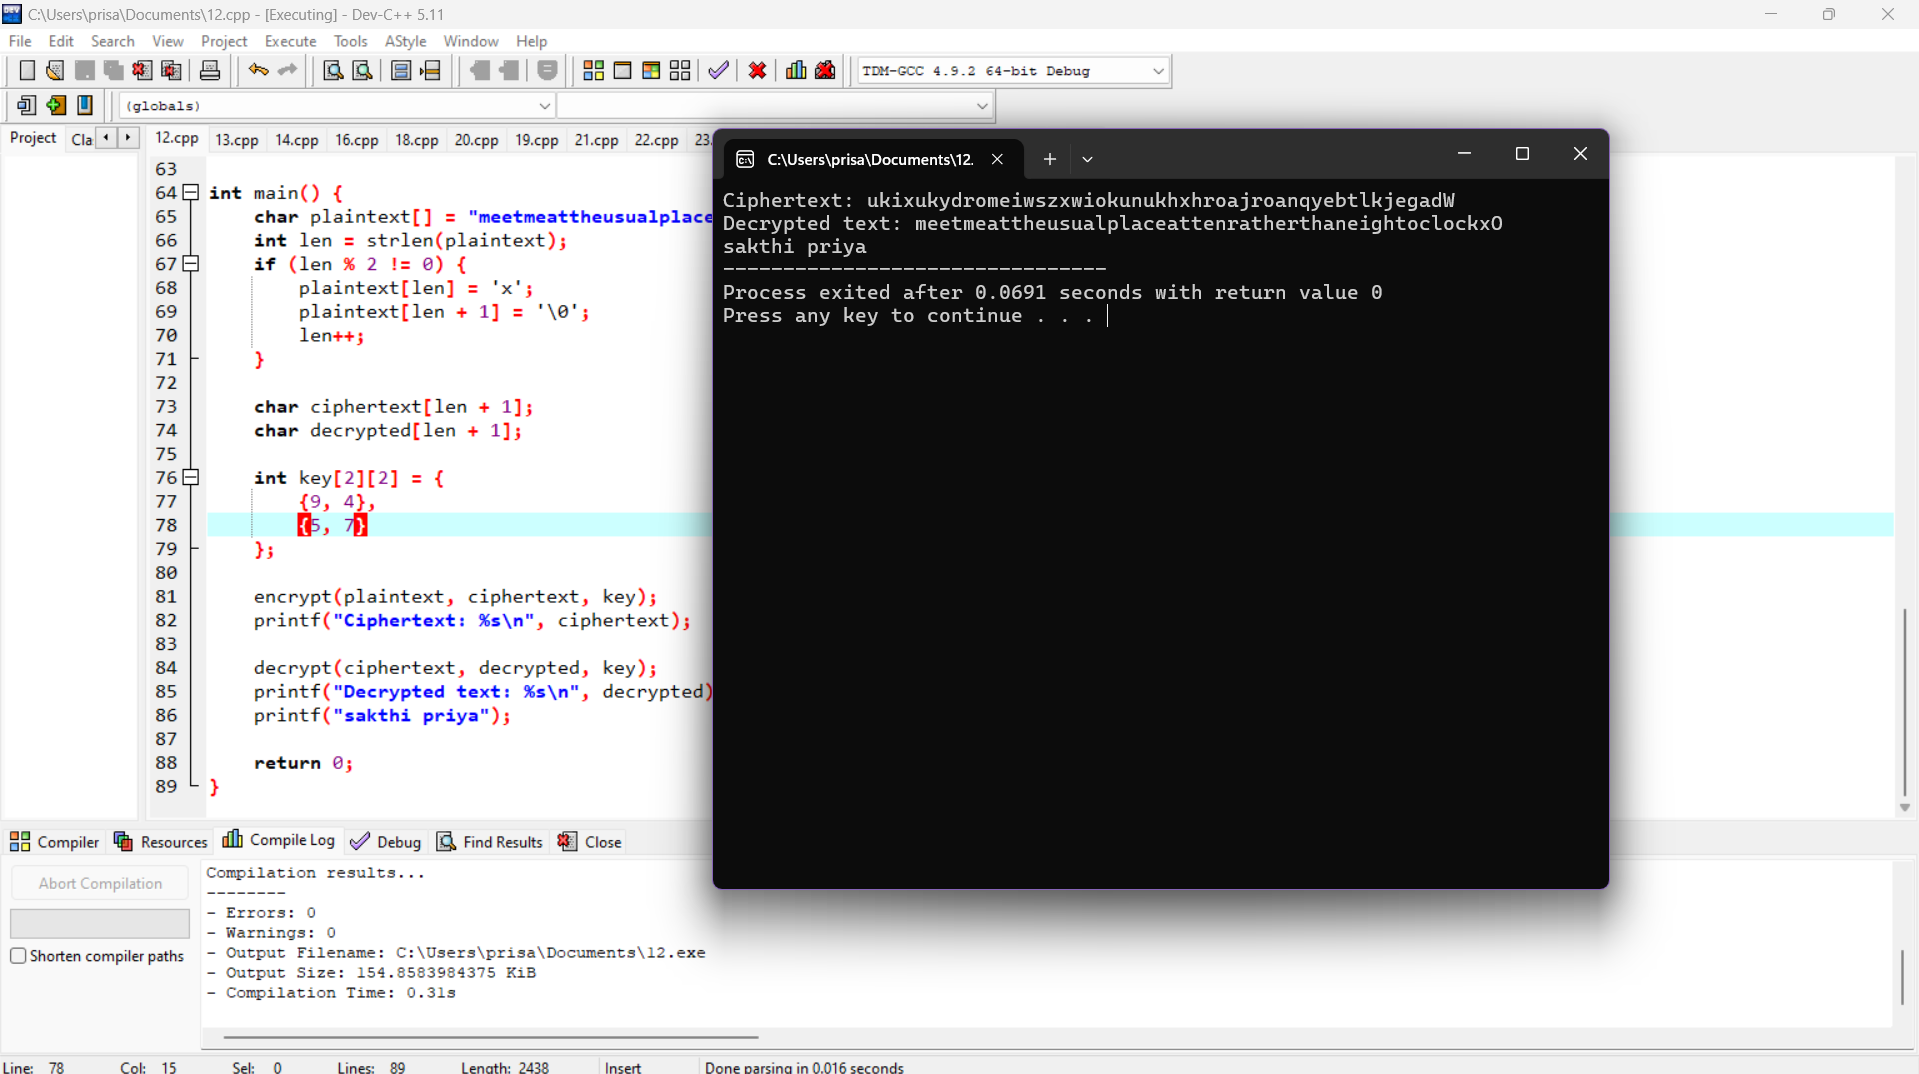 C:\Users\prisa\Documents\12.cpp - [Executing] - Dev-C++ 5.11
File Edit Search View Project Execute Tools AStyle Window Help
TDM-GCC 4.9.2 64-bit Debug
(globals)
Project Cla 12.cpp 13.cpp 14.cpp 16.cpp 18.cpp 20.cpp 19.cpp 21.cpp 22.cpp 23.
63
64 int main() {
65 char plaintext[] = "meetmeattheusualplace
66 int len = strlen(plaintext);
67 if (len % 2 != 0) {
68 plaintext[len] = 'x';
69 plaintext[len + 1] = '\0';
70 len++;
71 }
72
73 char ciphertext[len + 1];
74 char decrypted[len + 1];
75
76 int key[2][2] = {
77 {9, 4},
78 {5, 7}
79 };
80
81 encrypt(plaintext, ciphertext, key);
82 printf("Ciphertext: %s\n", ciphertext);
83
84 decrypt(ciphertext, decrypted, key);
85 printf("Decrypted text: %s\n", decrypted)
86 printf("sakthi priya");
87
88 return 0;
89 }
C:\Users\prisa\Documents\12.
Ciphertext: ukixukydromeiwszxwiokunukhxhroajroanqyebtlkjegadW
Decrypted text: meetmeattheusualplaceattenratherthaneightoclockxO
sakthi priya
--------------------------------
Process exited after 0.0691 seconds with return value 0
Press any key to continue . . .
Compiler Resources Compile Log Debug Find Results Close
Abort Compilation
Shorten compiler paths
Compilation results...
--------
- Errors: 0
- Warnings: 0
- Output Filename: C:\Users\prisa\Documents\12.exe
- Output Size: 154.8583984375 KiB
- Compilation Time: 0.31s
Line: 78 Col: 15 Sel: 0 Lines: 89 Length: 2438 Insert Done parsing in 0.016 seconds